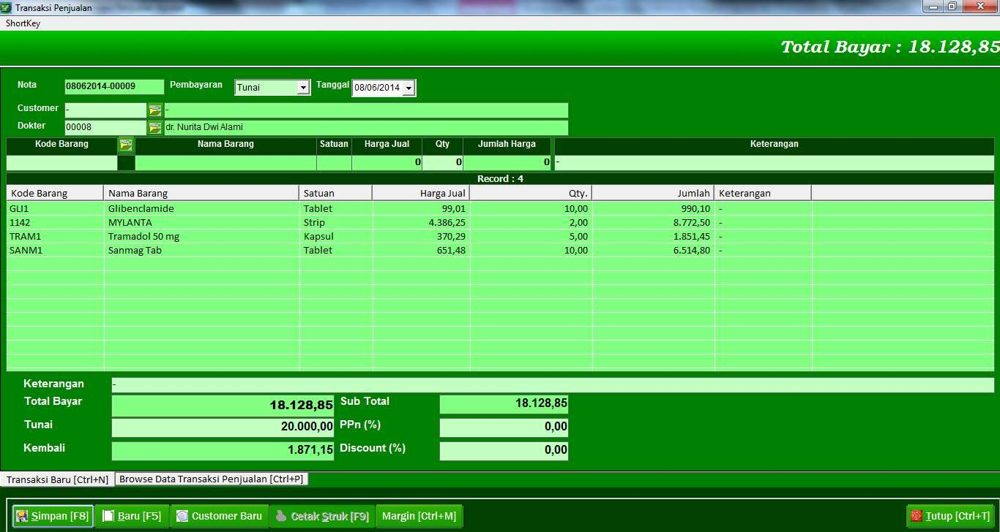 Transaksi Penjualan
ShortKey
Total Bayar : 18.128,85
Nota 08062014-00009 Pembayaran Tunai Tanggal 08/06/2014
Customer - -
Dokter 00008 dr. Nurita Dwi Alami
Kode Barang Nama Barang Satuan Harga Jual Qty Jumlah Harga Keterangan
0 0 0 -
Record : 4
Kode Barang Nama Barang Satuan Harga Jual Qty. Jumlah Keterangan
GLI1 Glibenclamide Tablet 99,01 10,00 990,10 -
1142 MYLANTA Strip 4.386,25 2,00 8.772,50 -
TRAM1 Tramadol 50 mg Kapsul 370,29 5,00 1.851,45 -
SANM1 Sanmag Tab Tablet 651,48 10,00 6.514,80 -
Keterangan -
Total Bayar 18.128,85 Sub Total 18.128,85
Tunai 20.000,00 PPn (%) 0,00
Kembali 1.871,15 Discount (%) 0,00
Transaksi Baru [Ctrl+N] Browse Data Transaksi Penjualan [Ctrl+P]
Simpan [F8] Baru [F5] Customer Baru Cetak Struk [F9] Margin [Ctrl+M] Tutup [Ctrl+T]